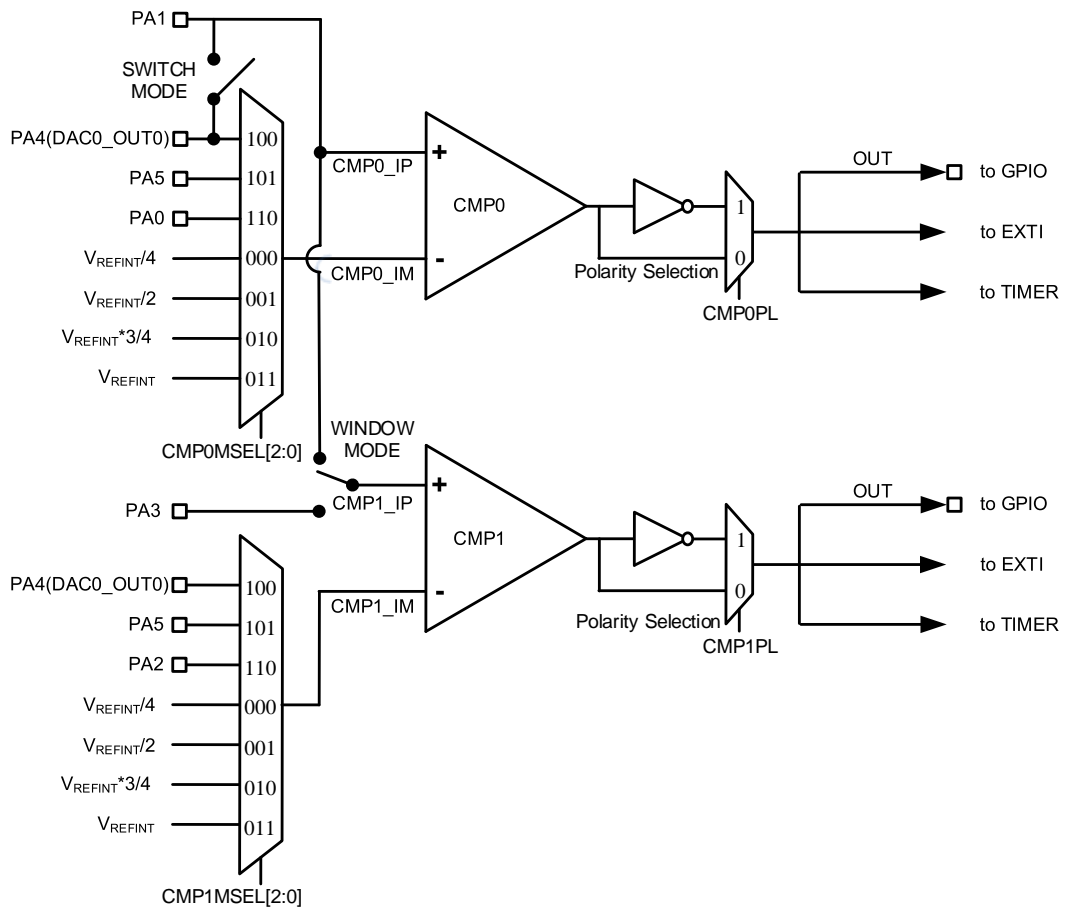 PA1
SWITCH
MODE
PA4(DAC0_OUT0)
100
PA5
101
PA0
110
VREFINT/4
000
VREFINT/2
001
VREFINT*3/4
010
VREFINT
011
CMP0MSEL[2:0]
+
CMP0_IP
CMP0
-
CMP0_IM
1
0
Polarity Selection
CMP0PL
OUT
to GPIO
to EXTI
to TIMER
WINDOW
MODE
PA3
CMP1_IP
+
CMP1
-
CMP1_IM
PA4(DAC0_OUT0)
100
PA5
101
PA2
110
VREFINT/4
000
VREFINT/2
001
VREFINT*3/4
010
VREFINT
011
CMP1MSEL[2:0]
1
0
Polarity Selection
CMP1PL
OUT
to GPIO
to EXTI
to TIMER